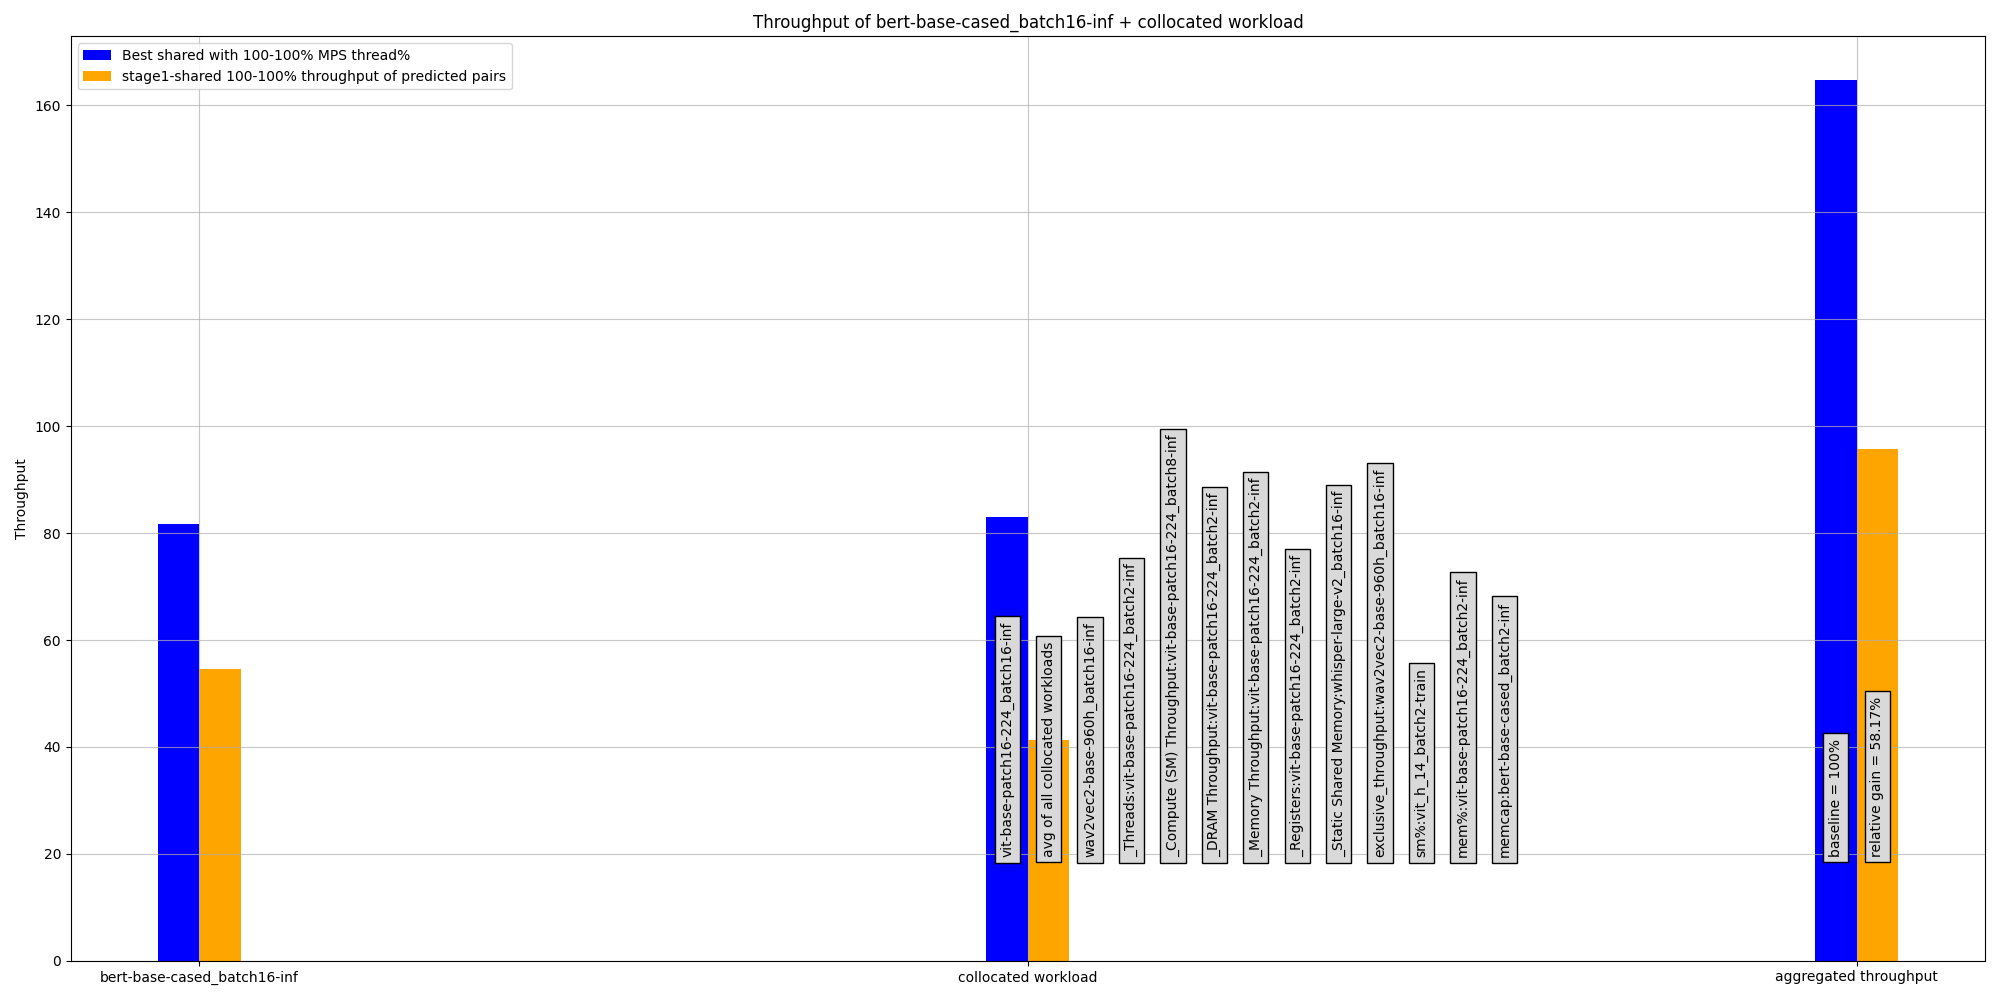 Throughput of bert-base-cased_batch16-inf + collocated workload
Best shared with 100-100% MPS thread%
stage1-shared 100-100% throughput of predicted pairs
Throughput
160
140
120
100
80
60
40
20
0
vit-base-patch16-224_batch16-inf
avg of all collocated workloads
wav2vec2-base-960h_batch16-inf
_Threads:vit-base-patch16-224_batch2-inf
_Compute (SM) Throughput:vit-base-patch16-224_batch8-inf
_DRAM Throughput:vit-base-patch16-224_batch2-inf
_Memory Throughput:vit-base-patch16-224_batch2-inf
_Registers:vit-base-patch16-224_batch2-inf
_Static Shared Memory:whisper-large-v2_batch16-inf
exclusive_throughput:wav2vec2-base-960h_batch16-inf
sm%:vit_h_14_batch2-train
mem%:vit-base-patch16-224_batch2-inf
memcap:bert-base-cased_batch2-inf
baseline = 100%
relative gain = 58.17%
bert-base-cased_batch16-inf
collocated workload
aggregated throughput